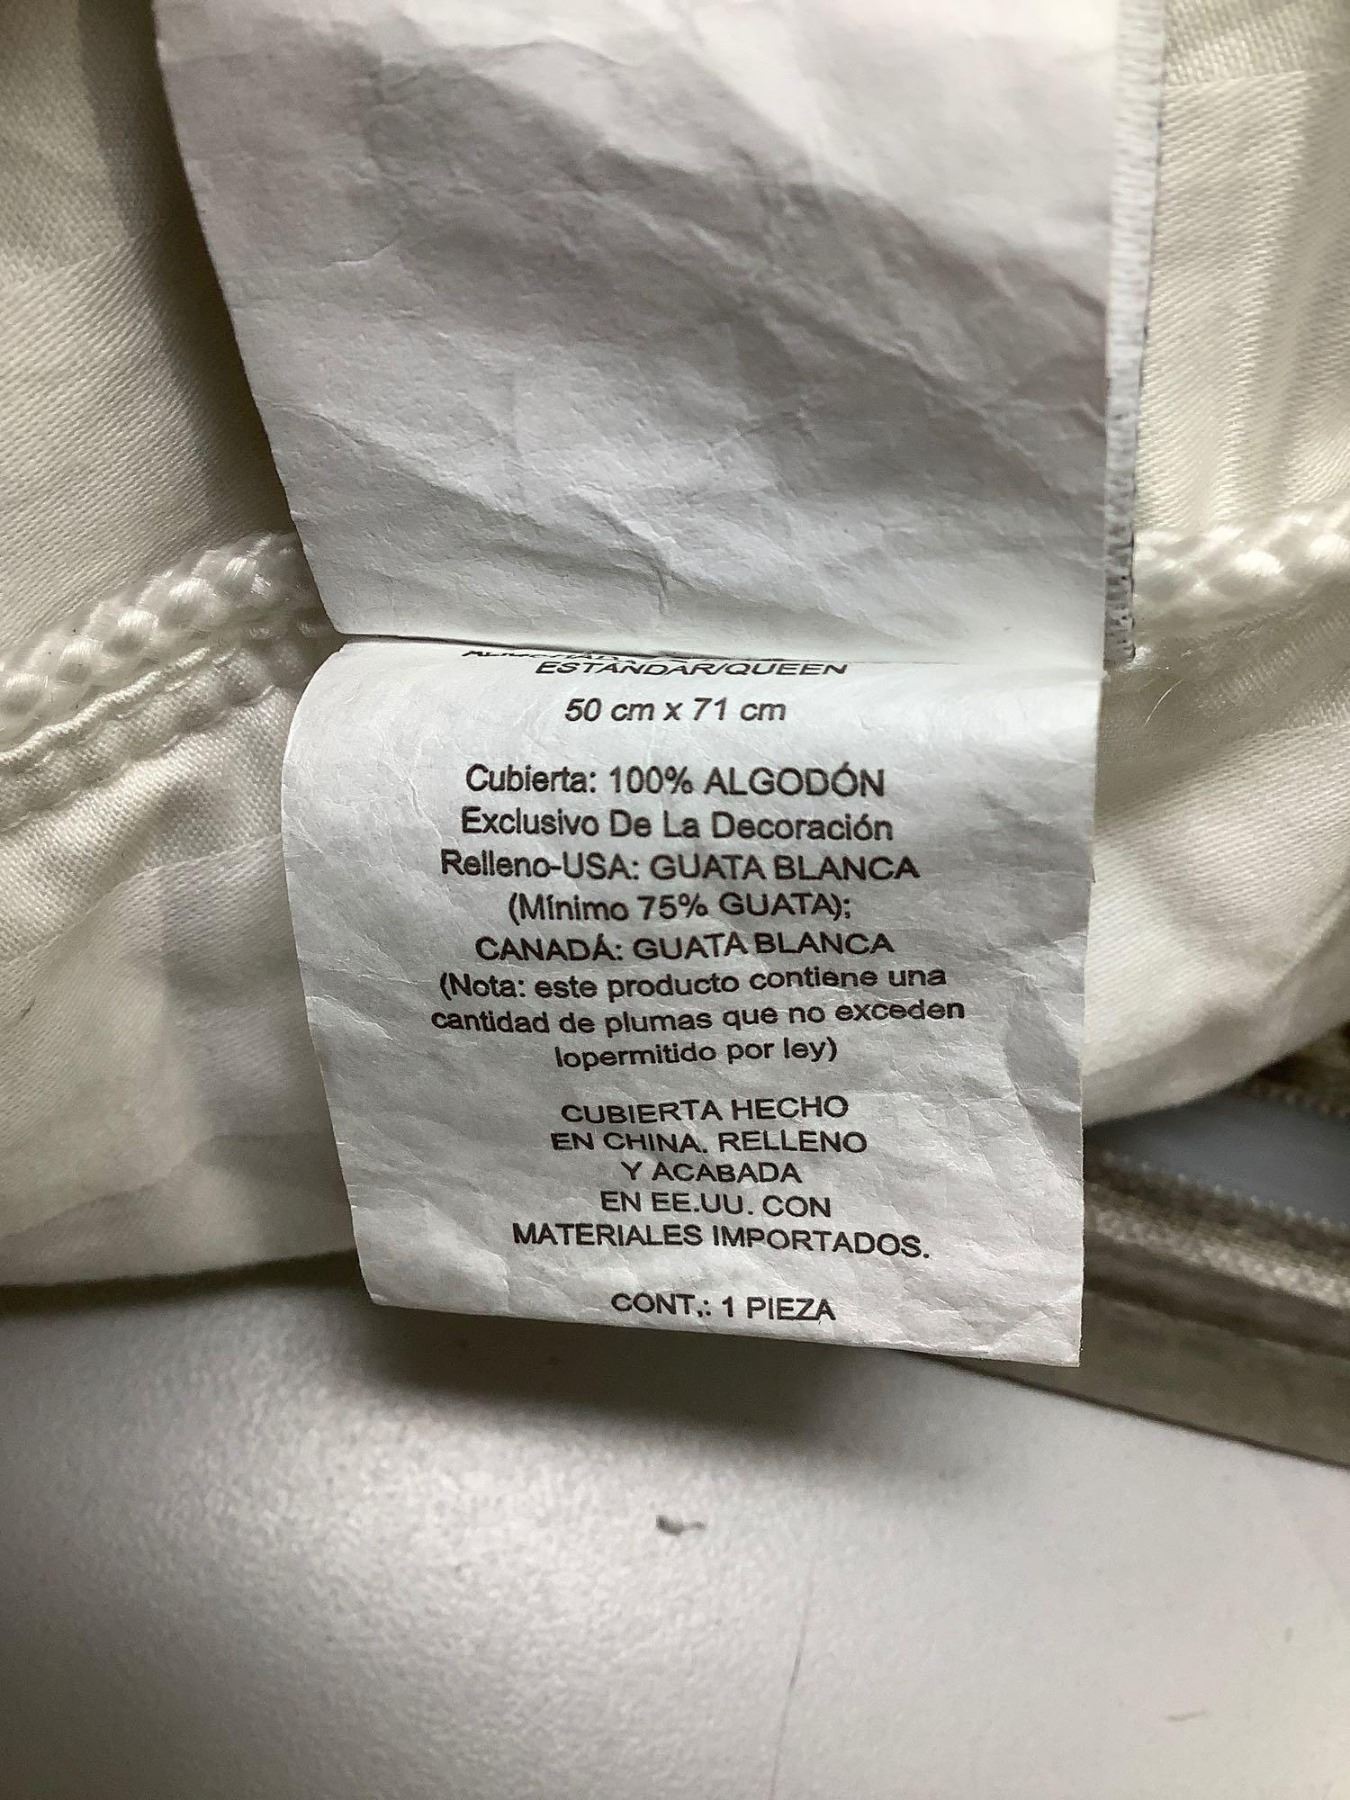 ALMOHADA
ESTÁNDAR/QUEEN
50 cm x 71 cm
Cubierta: 100% ALGODÓN
Exclusivo De La Decoración
Relleno-USA: GUATA BLANCA
(Mínimo 75% GUATA);
CANADÁ: GUATA BLANCA
(Nota: este producto contiene una
cantidad de plumas que no exceden
lopermitido por ley)
CUBIERTA HECHO
EN CHINA. RELLENO
Y ACABADA
EN EE.UU. CON
MATERIALES IMPORTADOS.
CONT.: 1 PIEZA